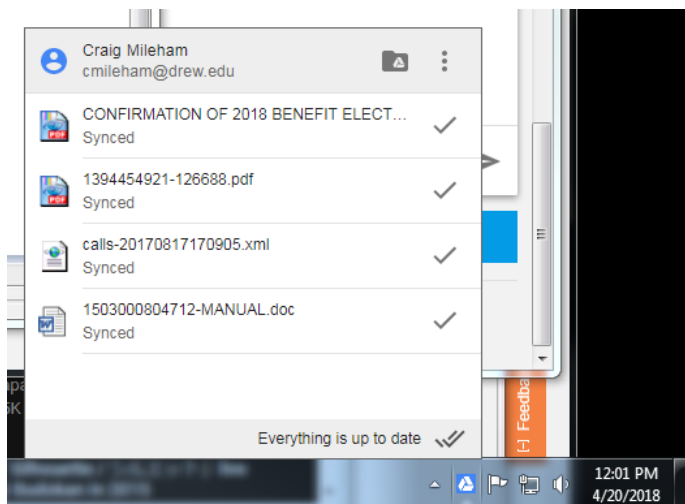 Craig Mileham
cmileham@drew.edu
CONFIRMATION OF 2018 BENEFIT ELECT...
Synced
1394454921-126688.pdf
Synced
calls-20170817170905.xml
Synced
1503000804712-MANUAL.doc
Synced
Everything is up to date
[-] Feedba
5K
12:01 PM
4/20/2018